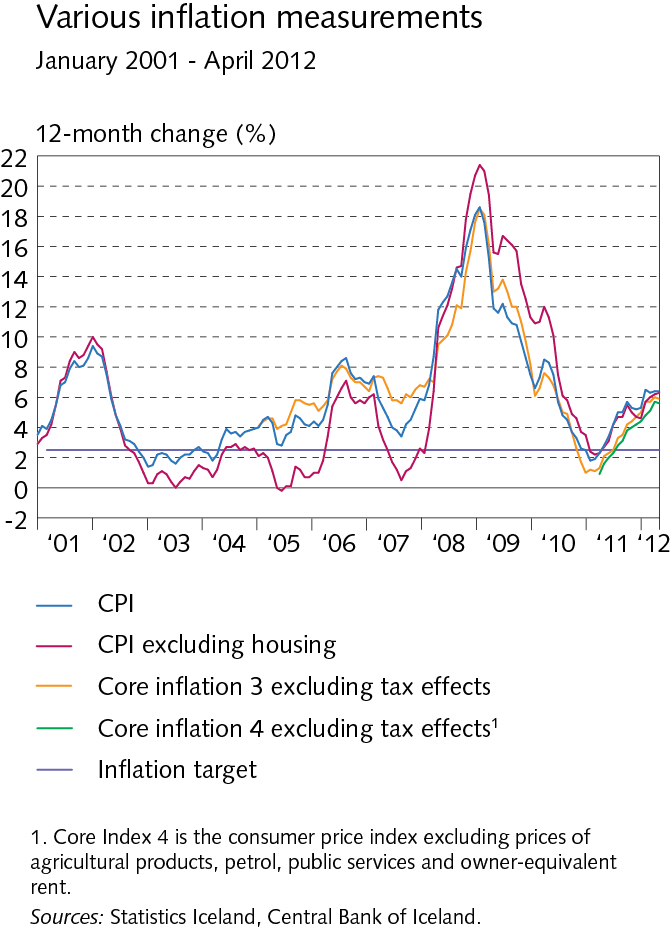 Various inflation measurements
January 2001 - April 2012
12-month change (%)
22
20
18
16
14
12
10
8
6
4
2
0
-2
‘01 ‘02 ‘03 ‘04 ‘05 ‘06 ‘07 ‘08 ‘09 ‘10 ‘11 ‘12
CPI
CPI excluding housing
Core inflation 3 excluding tax effects
Core inflation 4 excluding tax effects¹
Inflation target
1. Core Index 4 is the consumer price index excluding prices of
agricultural products, petrol, public services and owner-equivalent
rent.
Sources: Statistics Iceland, Central Bank of Iceland.